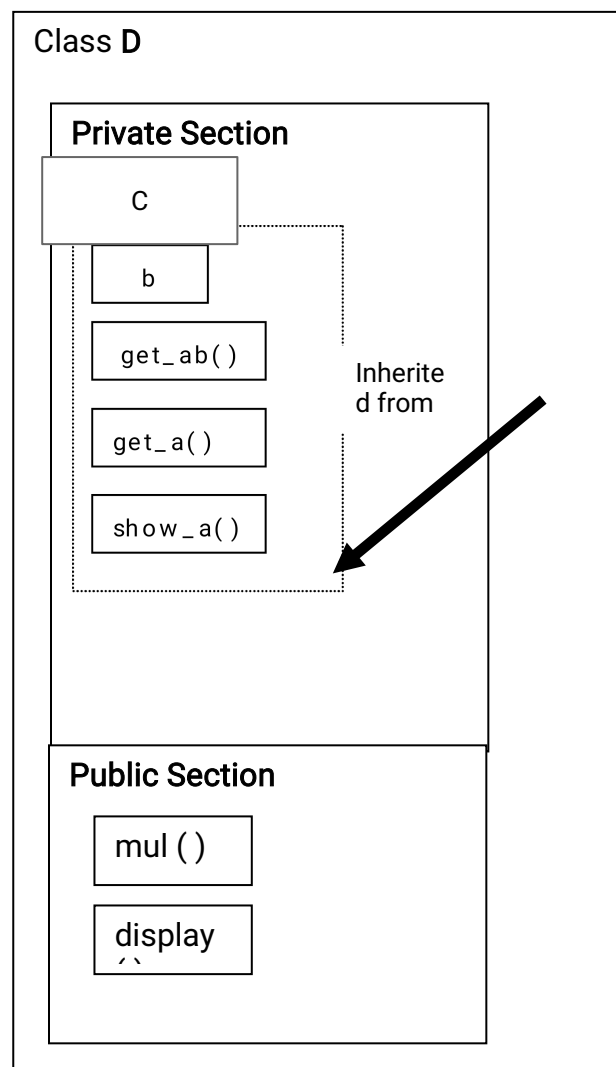 Class D
Private Section
C
b
get_ab()
get_a()
show_a()
Inherite
d from
Public Section
mul ( )
display